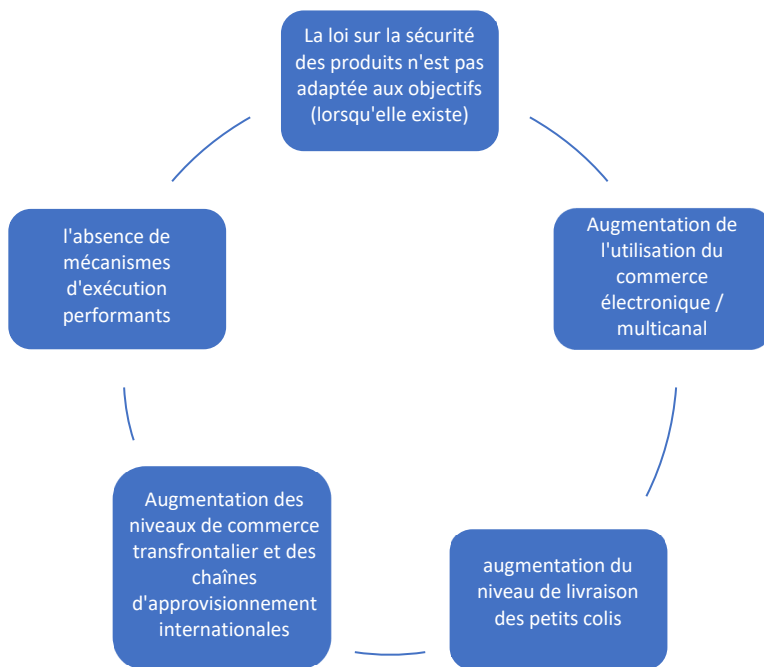 La loi sur la sécurité
des produits n'est pas
adaptée aux objectifs
(lorsqu'elle existe)
Augmentation de
l'utilisation du
commerce
électronique /
multicanal
augmentation du
niveau de livraison
des petits colis
Augmentation des
niveaux de commerce
transfrontalier et des
chaînes
d'approvisionnement
internationales
l'absence de
mécanismes
d'exécution
performants